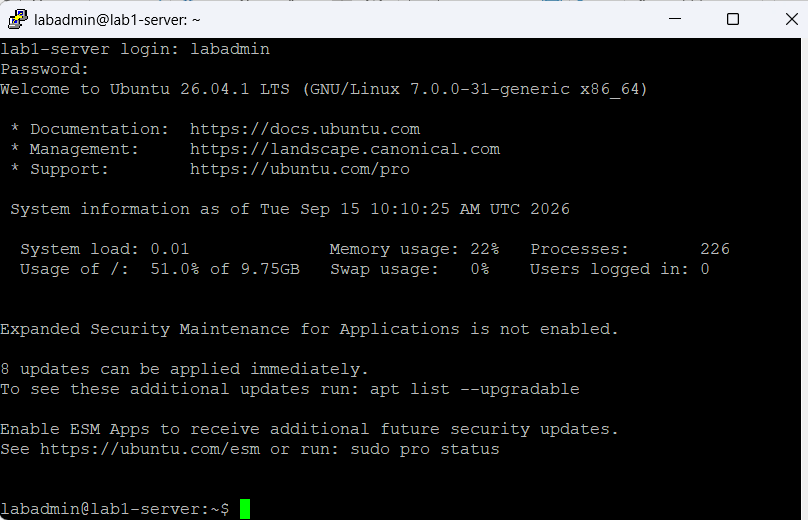 labadmin@lab1-server: ~
lab1-server login: labadmin
Password:
Welcome to Ubuntu 26.04.1 LTS (GNU/Linux 7.0.0-31-generic x86_64)
* Documentation: https://docs.ubuntu.com
* Management: https://landscape.canonical.com
* Support: https://ubuntu.com/pro
System information as of Tue Sep 15 10:10:25 AM UTC 2026
System load: 0.01 Memory usage: 22% Processes: 226
Usage of /: 51.0% of 9.75GB Swap usage: 0% Users logged in: 0
Expanded Security Maintenance for Applications is not enabled.
8 updates can be applied immediately.
To see these additional updates run: apt list --upgradable
Enable ESM Apps to receive additional future security updates.
See https://ubuntu.com/esm or run: sudo pro status
labadmin@lab1-server:~$